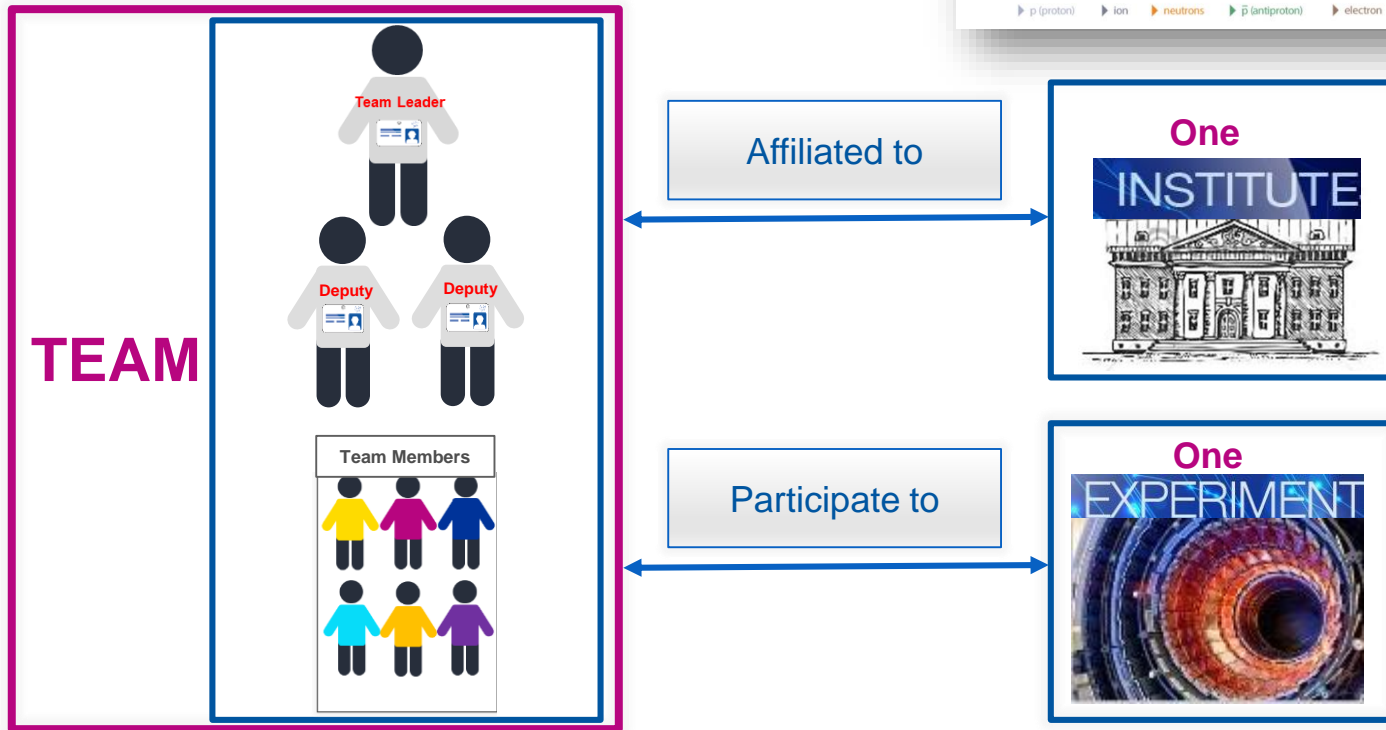 p (proton) ion neutrons p̅ (antiproton) electron
Team Leader
Deputy Deputy
TEAM
Team Members
Affiliated to
One
INSTITUTE
Participate to
One
EXPERIMENT